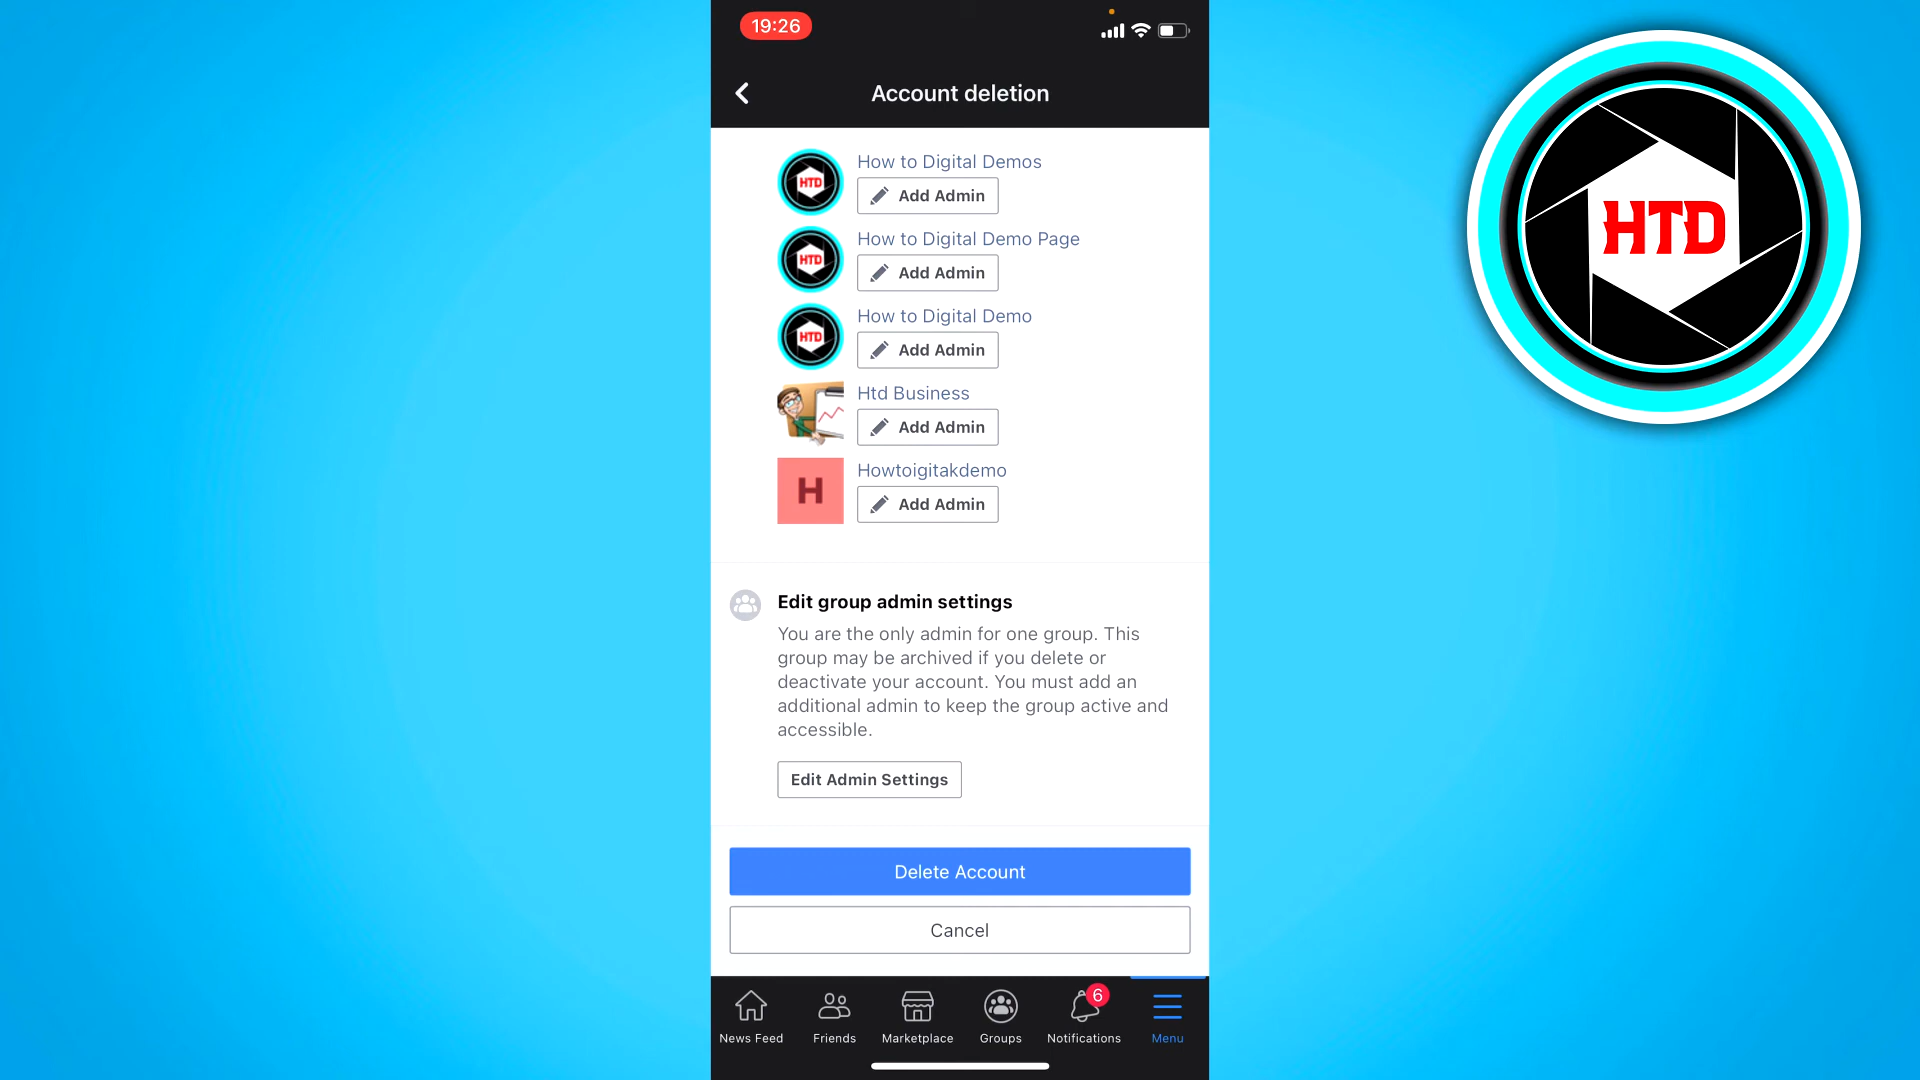 19:26
Account deletion
HTD
How to Digital Demos
Add Admin
HTD
How to Digital Demo Page
Add Admin
HTD
How to Digital Demo
Add Admin
Htd Business
Add Admin
H
Howtoigitakdemo
Add Admin
Edit group admin settings
You are the only admin for one group. This
group may be archived if you delete or
deactivate your account. You must add an
additional admin to keep the group active and
accessible.
Edit Admin Settings
Delete Account
Cancel
6
News Feed Friends Marketplace Groups Notifications Menu
HTD